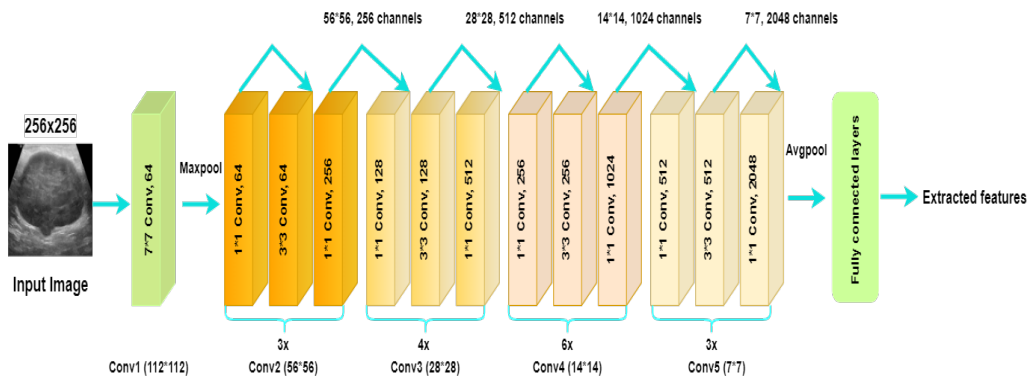 56*56, 256 channels
28*28, 512 channels
14*14, 1024 channels
7*7, 2048 channels
256x256
Input Image
7*7 Conv, 64
Maxpool
1*1 Conv, 64
3*3 Conv, 64
1*1 Conv, 256
1*1 Conv, 128
3*3 Conv, 128
1*1 Conv, 512
1*1 Conv, 256
3*3 Conv, 256
1*1 Conv, 1024
1*1 Conv, 512
3*3 Conv, 512
1*1 Conv, 2048
Avgpool
Fully connected layers
Extracted features
3x
4x
6x
3x
Conv1 (112*112)
Conv2 (56*56)
Conv3 (28*28)
Conv4 (14*14)
Conv5 (7*7)